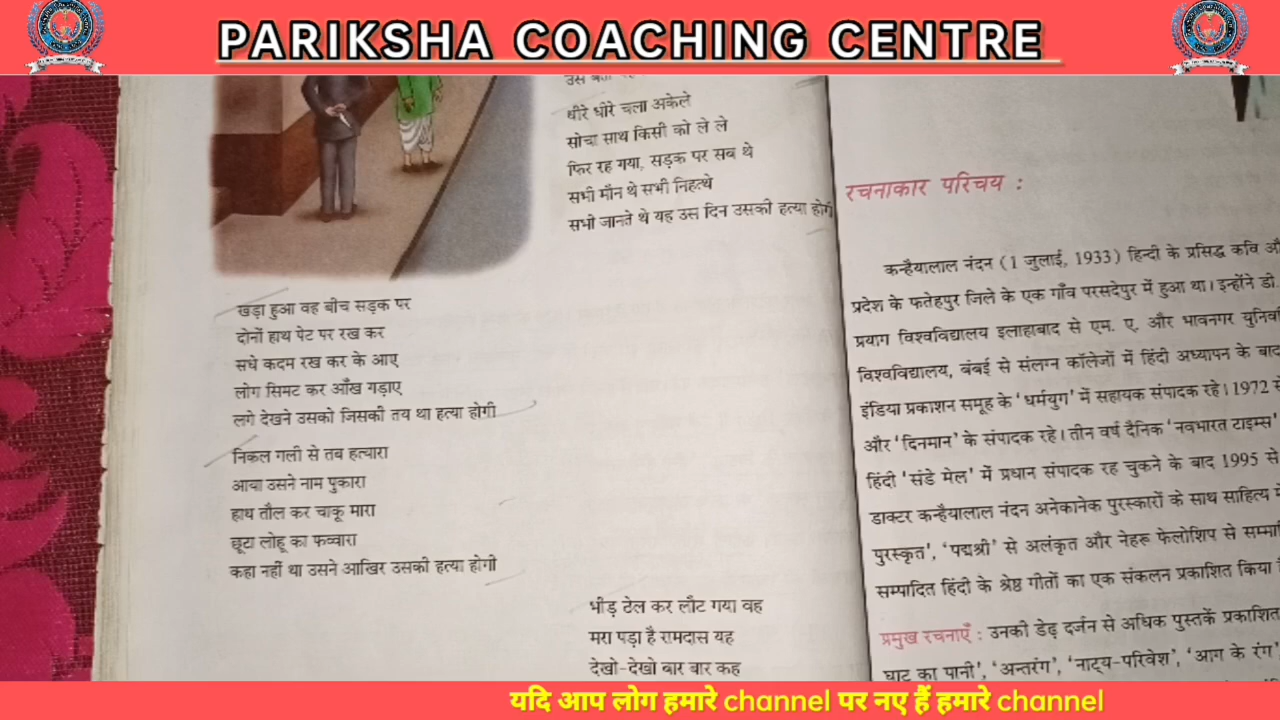 PARIKSHA COACHING CENTRE
धीरे धीरे चला अकेले
सोचा साथ किसी को ले ले
फिर रह गया, सड़क पर सब थे
सभी मौन थे सभी निहत्थे
सभी जानते थे यह उस दिन उसकी हत्या होगी
खड़ा हुआ वह बीच सड़क पर
दोनों हाथ पेट पर रख कर
सधे कदम रख कर के आए
लोग सिमट कर आँख गड़ाए
लगे देखने उसको जिसकी तय था हत्या होगी
निकल गली से तब हत्यारा
आया उसने नाम पुकारा
हाथ तौल कर चाकू मारा
छूटा लोहू का फव्वारा
कहा नहीं था उसने आखिर उसकी हत्या होगी
भीड़ ठेल कर लौट गया वह
मरा पड़ा है रामदास यह
देखो-देखो बार बार कह
रचनाकार परिचय :
कन्हैयालाल नंदन (1 जुलाई, 1933) हिन्दी के प्रसिद्ध कवि
प्रदेश के फतेहपुर जिले के एक गाँव परसदेपुर में हुआ था। इन्होंने डी.
प्रयाग विश्वविद्यालय इलाहाबाद से एम. ए. और भावनगर
विश्वविद्यालय, बंबई से संलग्न कॉलेजों में हिंदी अध्यापन के बाद
इंडिया प्रकाशन समूह के 'धर्मयुग' में सहायक संपादक रहे। 1972
और 'दिनमान' के संपादक रहे। तीन वर्ष दैनिक 'नवभारत टाइम्स'
हिंदी 'संडे मेल' में प्रधान संपादक रह चुकने के बाद 1995 से
डाक्टर कन्हैयालाल नंदन अनेकानेक पुरस्कारों के साथ साहित्य
पुरस्कृत', 'पद्मश्री' से अलंकृत और नेहरू फेलोशिप से
सम्पादित हिंदी के श्रेष्ठ गीतों का एक संकलन प्रकाशित किया
प्रमुख रचनाएँ : उनकी डेढ़ दर्जन से अधिक पुस्तकें प्रकाशित
घाट का पानी', 'अन्तरंग', 'नाट्य-परिवेश', 'आग के रंग'
यदि आप लोग हमारे channel पर नए हैं हमारे channel